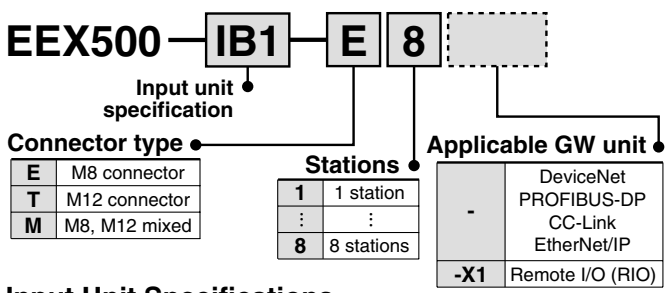 EEX500 — IB1 — E 8
Input unit
specification
Connector type
E M8 connector
T M12 connector
M M8, M12 mixed
Stations
1 1 station
⋮ ⋮
8 8 stations
Applicable GW unit
- DeviceNet
PROFIBUS-DP
CC-Link
EtherNet/IP
-X1 Remote I/O (RIO)
Input Unit Specifications